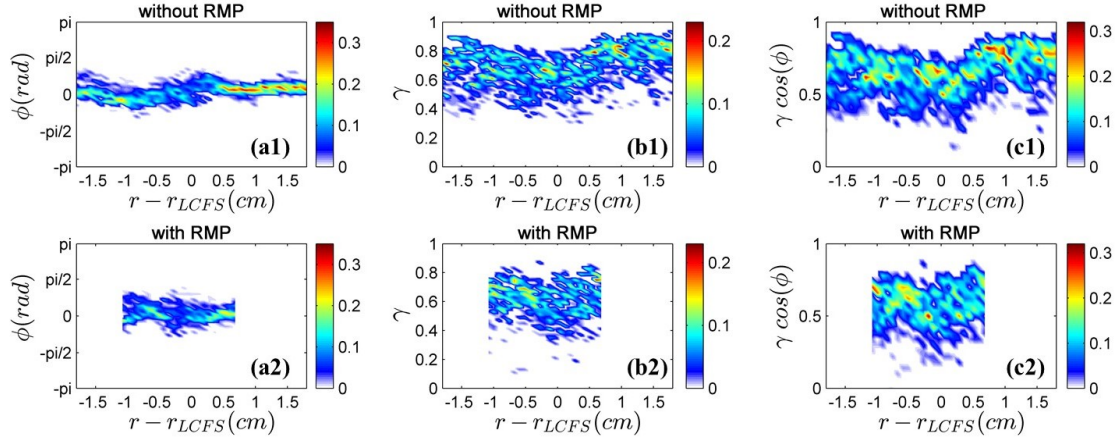 without RMP
ϕ(rad)
pi
pi/2
0
-pi/2
-pi
(a1)
-1.5 -1 -0.5 0 0.5 1 1.5
r − r_LCFS(cm)
0.3
0.2
0.1
0
without RMP
γ
1
0.8
0.6
0.4
0.2
0
(b1)
-1.5 -1 -0.5 0 0.5 1 1.5
r − r_LCFS(cm)
0.2
0.1
0
without RMP
γ cos(ϕ)
1
0.5
0
(c1)
-1.5 -1 -0.5 0 0.5 1 1.5
r − r_LCFS(cm)
0.3
0.2
0.1
0
with RMP
ϕ(rad)
pi
pi/2
0
-pi/2
-pi
(a2)
-1.5 -1 -0.5 0 0.5 1 1.5
r − r_LCFS(cm)
0.3
0.2
0.1
0
with RMP
γ
1
0.8
0.6
0.4
0.2
0
(b2)
-1.5 -1 -0.5 0 0.5 1 1.5
r − r_LCFS(cm)
0.2
0.1
0
with RMP
γ cos(ϕ)
1
0.5
0
(c2)
-1.5 -1 -0.5 0 0.5 1 1.5
r − r_LCFS(cm)
0.3
0.2
0.1
0